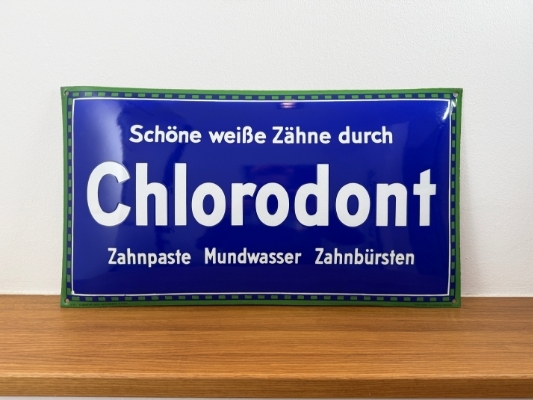 Schöne weiße Zähne durch
Chlorodont
Zahnpaste Mundwasser Zahnbürsten